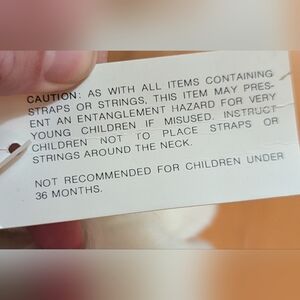 CAUTION: AS WITH ALL ITEMS CONTAINING
STRAPS OR STRINGS, THIS ITEM MAY PRES-
ENT AN ENTANGLEMENT HAZARD FOR VERY
YOUNG CHILDREN IF MISUSED. INSTRUCT
CHILDREN NOT TO PLACE STRAPS OR
STRINGS AROUND THE NECK.
NOT RECOMMENDED FOR CHILDREN UNDER
36 MONTHS.